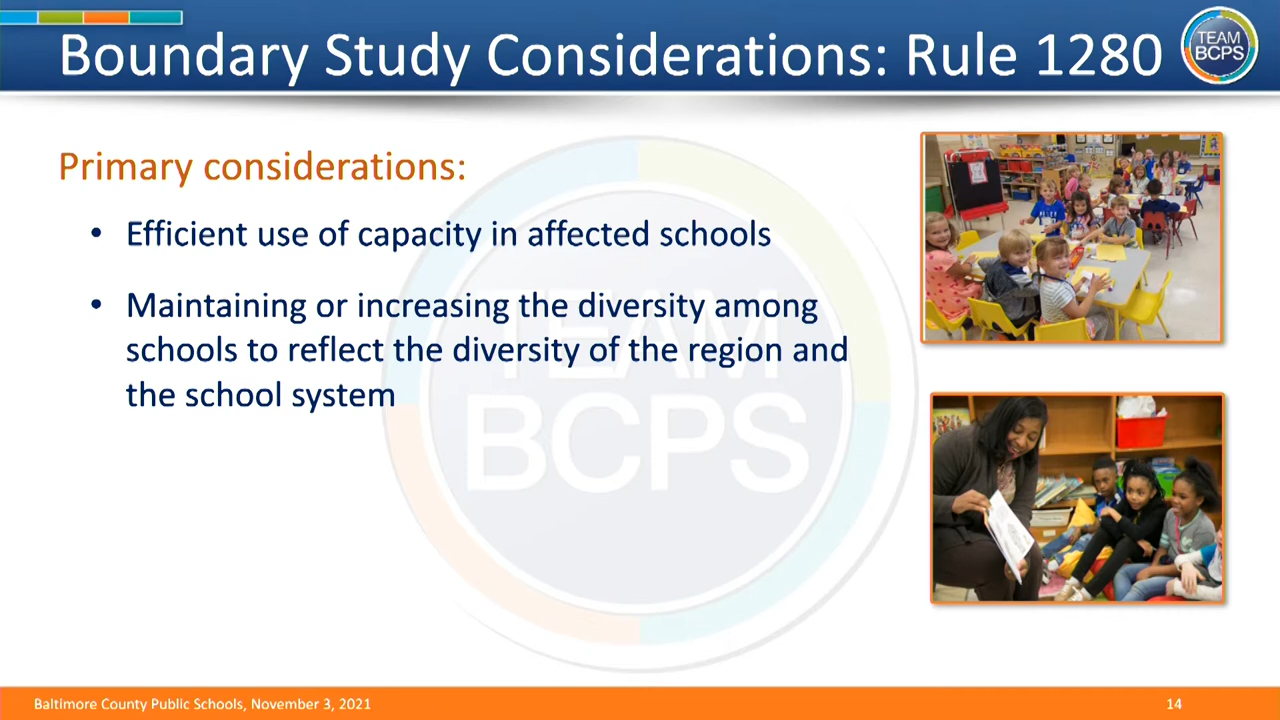 Boundary Study Considerations: Rule 1280
TEAM
BCPS
Primary considerations:
• Efficient use of capacity in affected schools
• Maintaining or increasing the diversity among
schools to reflect the diversity of the region and
the school system
TEAM
BCPS
Baltimore County Public Schools, November 3, 2021
14